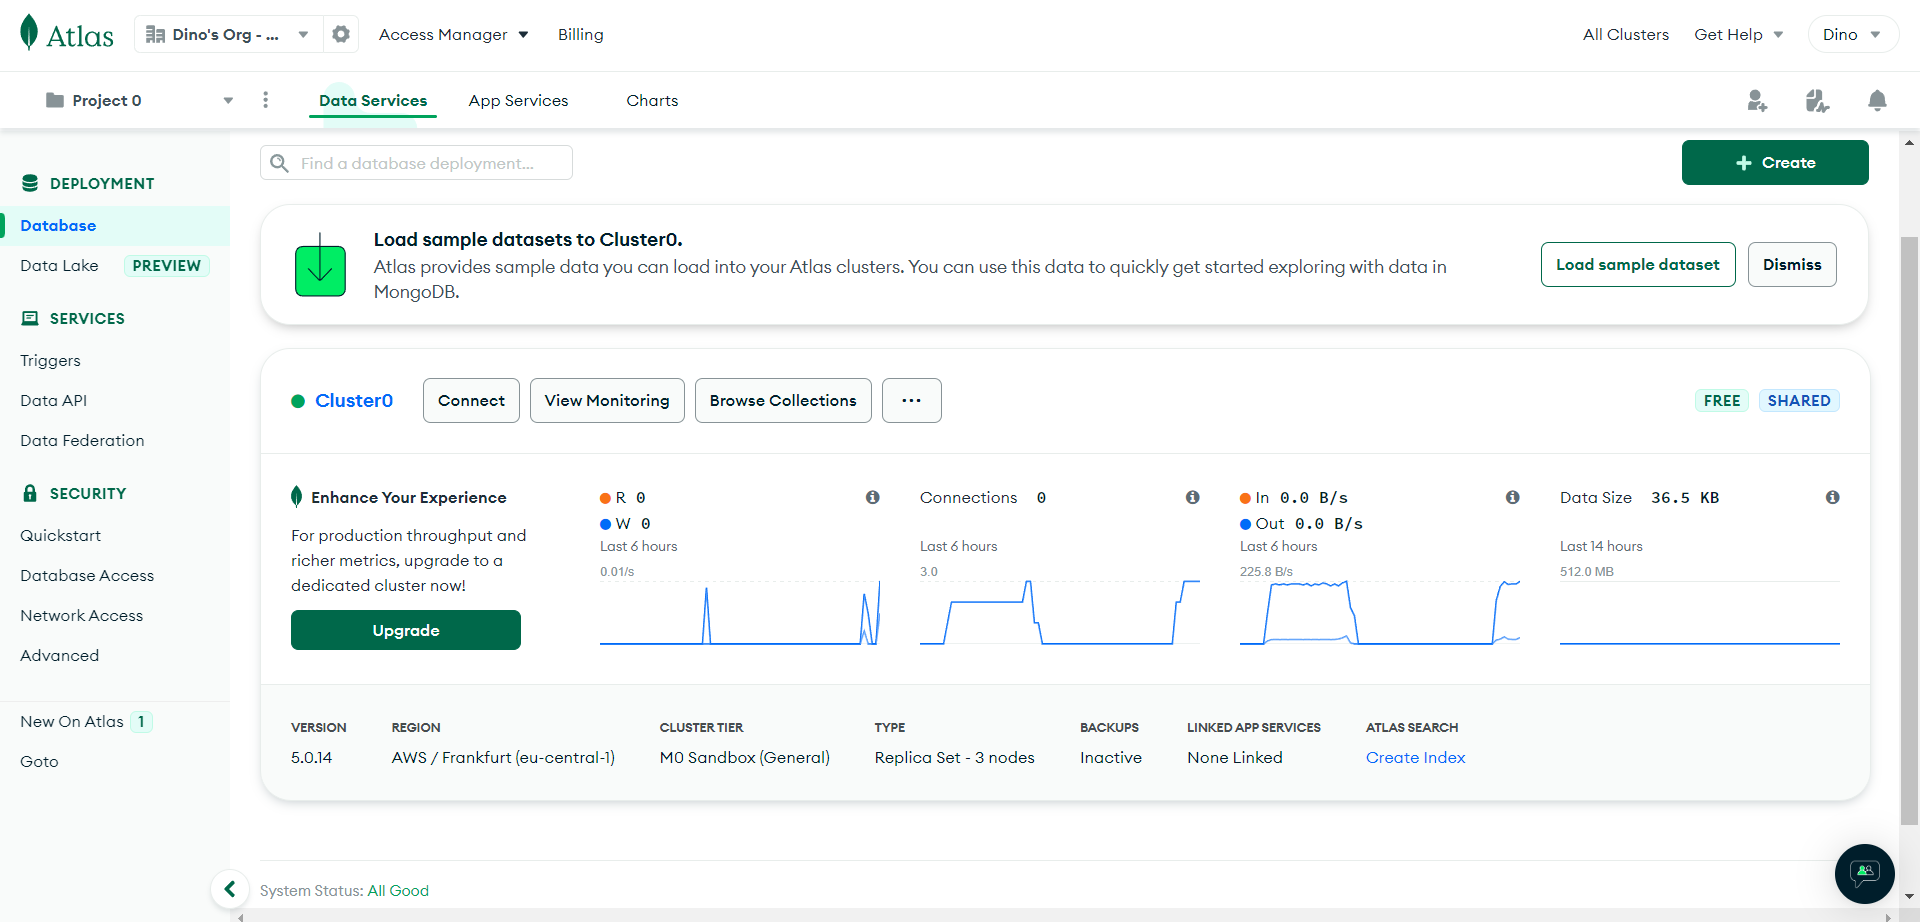 Atlas
Dino's Org - ...
Access Manager
Billing
All Clusters
Get Help
Dino
Project 0
Data Services
App Services
Charts
DEPLOYMENT
Database
Data Lake PREVIEW
SERVICES
Triggers
Data API
Data Federation
SECURITY
Quickstart
Database Access
Network Access
Advanced
New On Atlas 1
Goto
Find a database deployment...
+ Create
Load sample datasets to Cluster0.
Atlas provides sample data you can load into your Atlas clusters. You can use this data to quickly get started exploring with data in
MongoDB.
Load sample dataset
Dismiss
Cluster0
Connect
View Monitoring
Browse Collections
...
FREE
SHARED
Enhance Your Experience
For production throughput and
richer metrics, upgrade to a
dedicated cluster now!
Upgrade
R 0
W 0
Last 6 hours
0.01/s
Connections 0
Last 6 hours
3.0
In 0.0 B/s
Out 0.0 B/s
Last 6 hours
225.8 B/s
Data Size 36.5 KB
Last 14 hours
512.0 MB
VERSION
5.0.14
REGION
AWS / Frankfurt (eu-central-1)
CLUSTER TIER
M0 Sandbox (General)
TYPE
Replica Set - 3 nodes
BACKUPS
Inactive
LINKED APP SERVICES
None Linked
ATLAS SEARCH
Create Index
System Status: All Good